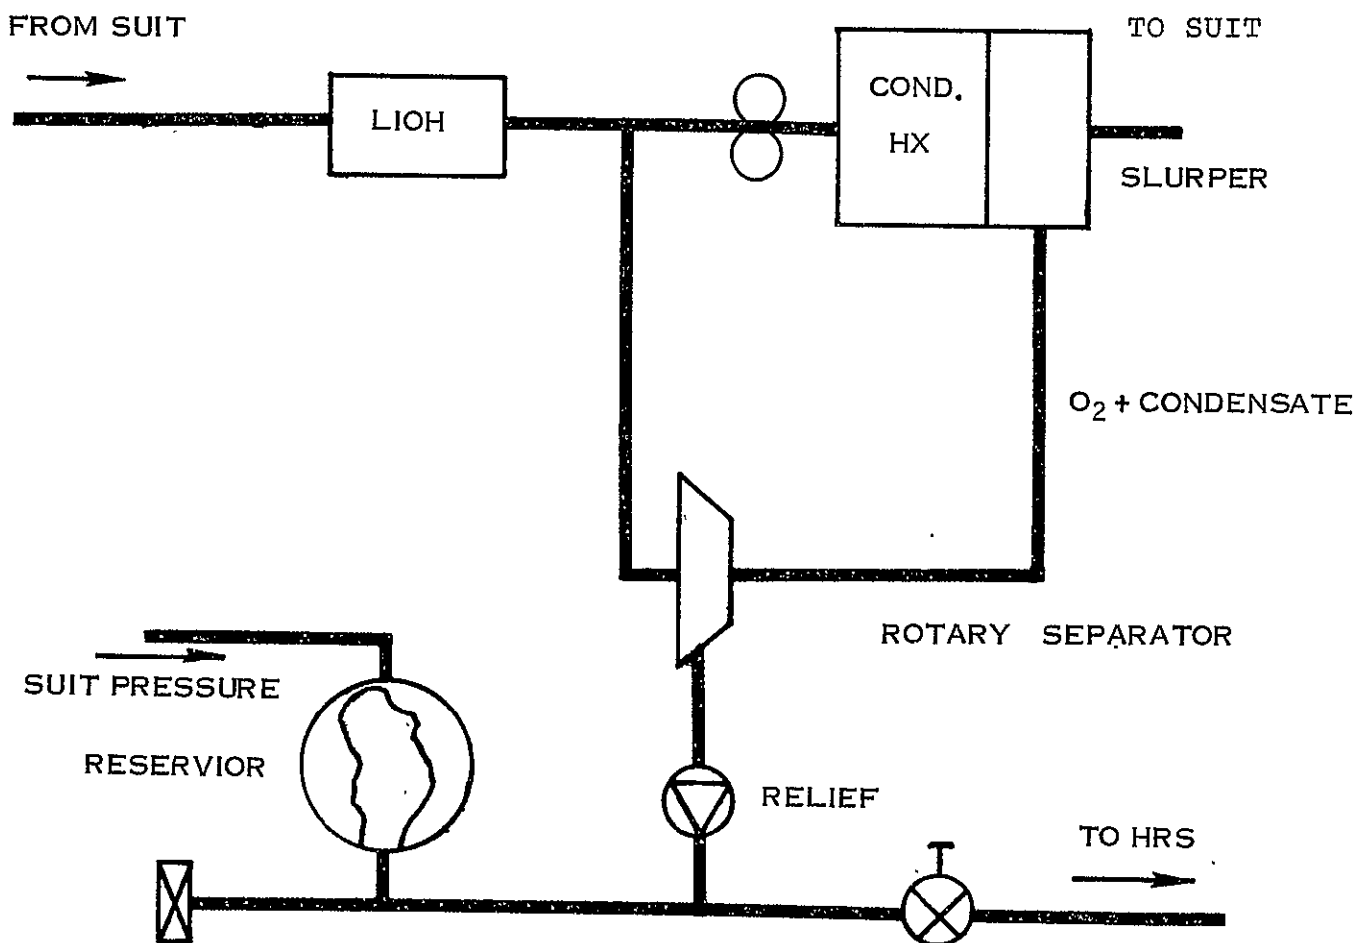 FROM SUIT
TO SUIT
LIOH
COND.
HX
SLURPER
O₂ + CONDENSATE
ROTARY SEPARATOR
SUIT PRESSURE
RESERVIOR
RELIEF
TO HRS